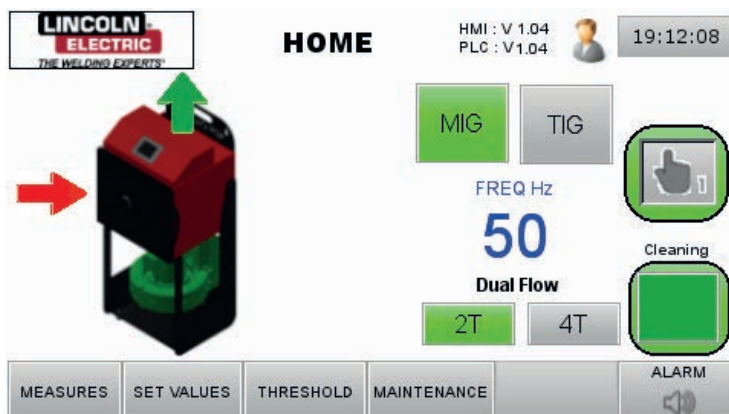 LINCOLN
ELECTRIC
THE WELDING EXPERTS®
HOME
HMI : V 1.04
PLC : V1.04
19:12:08
MIG
TIG
1
FREQ Hz
50
Cleaning
Dual Flow
2T
4T
MEASURES
SET VALUES
THRESHOLD
MAINTENANCE
ALARM